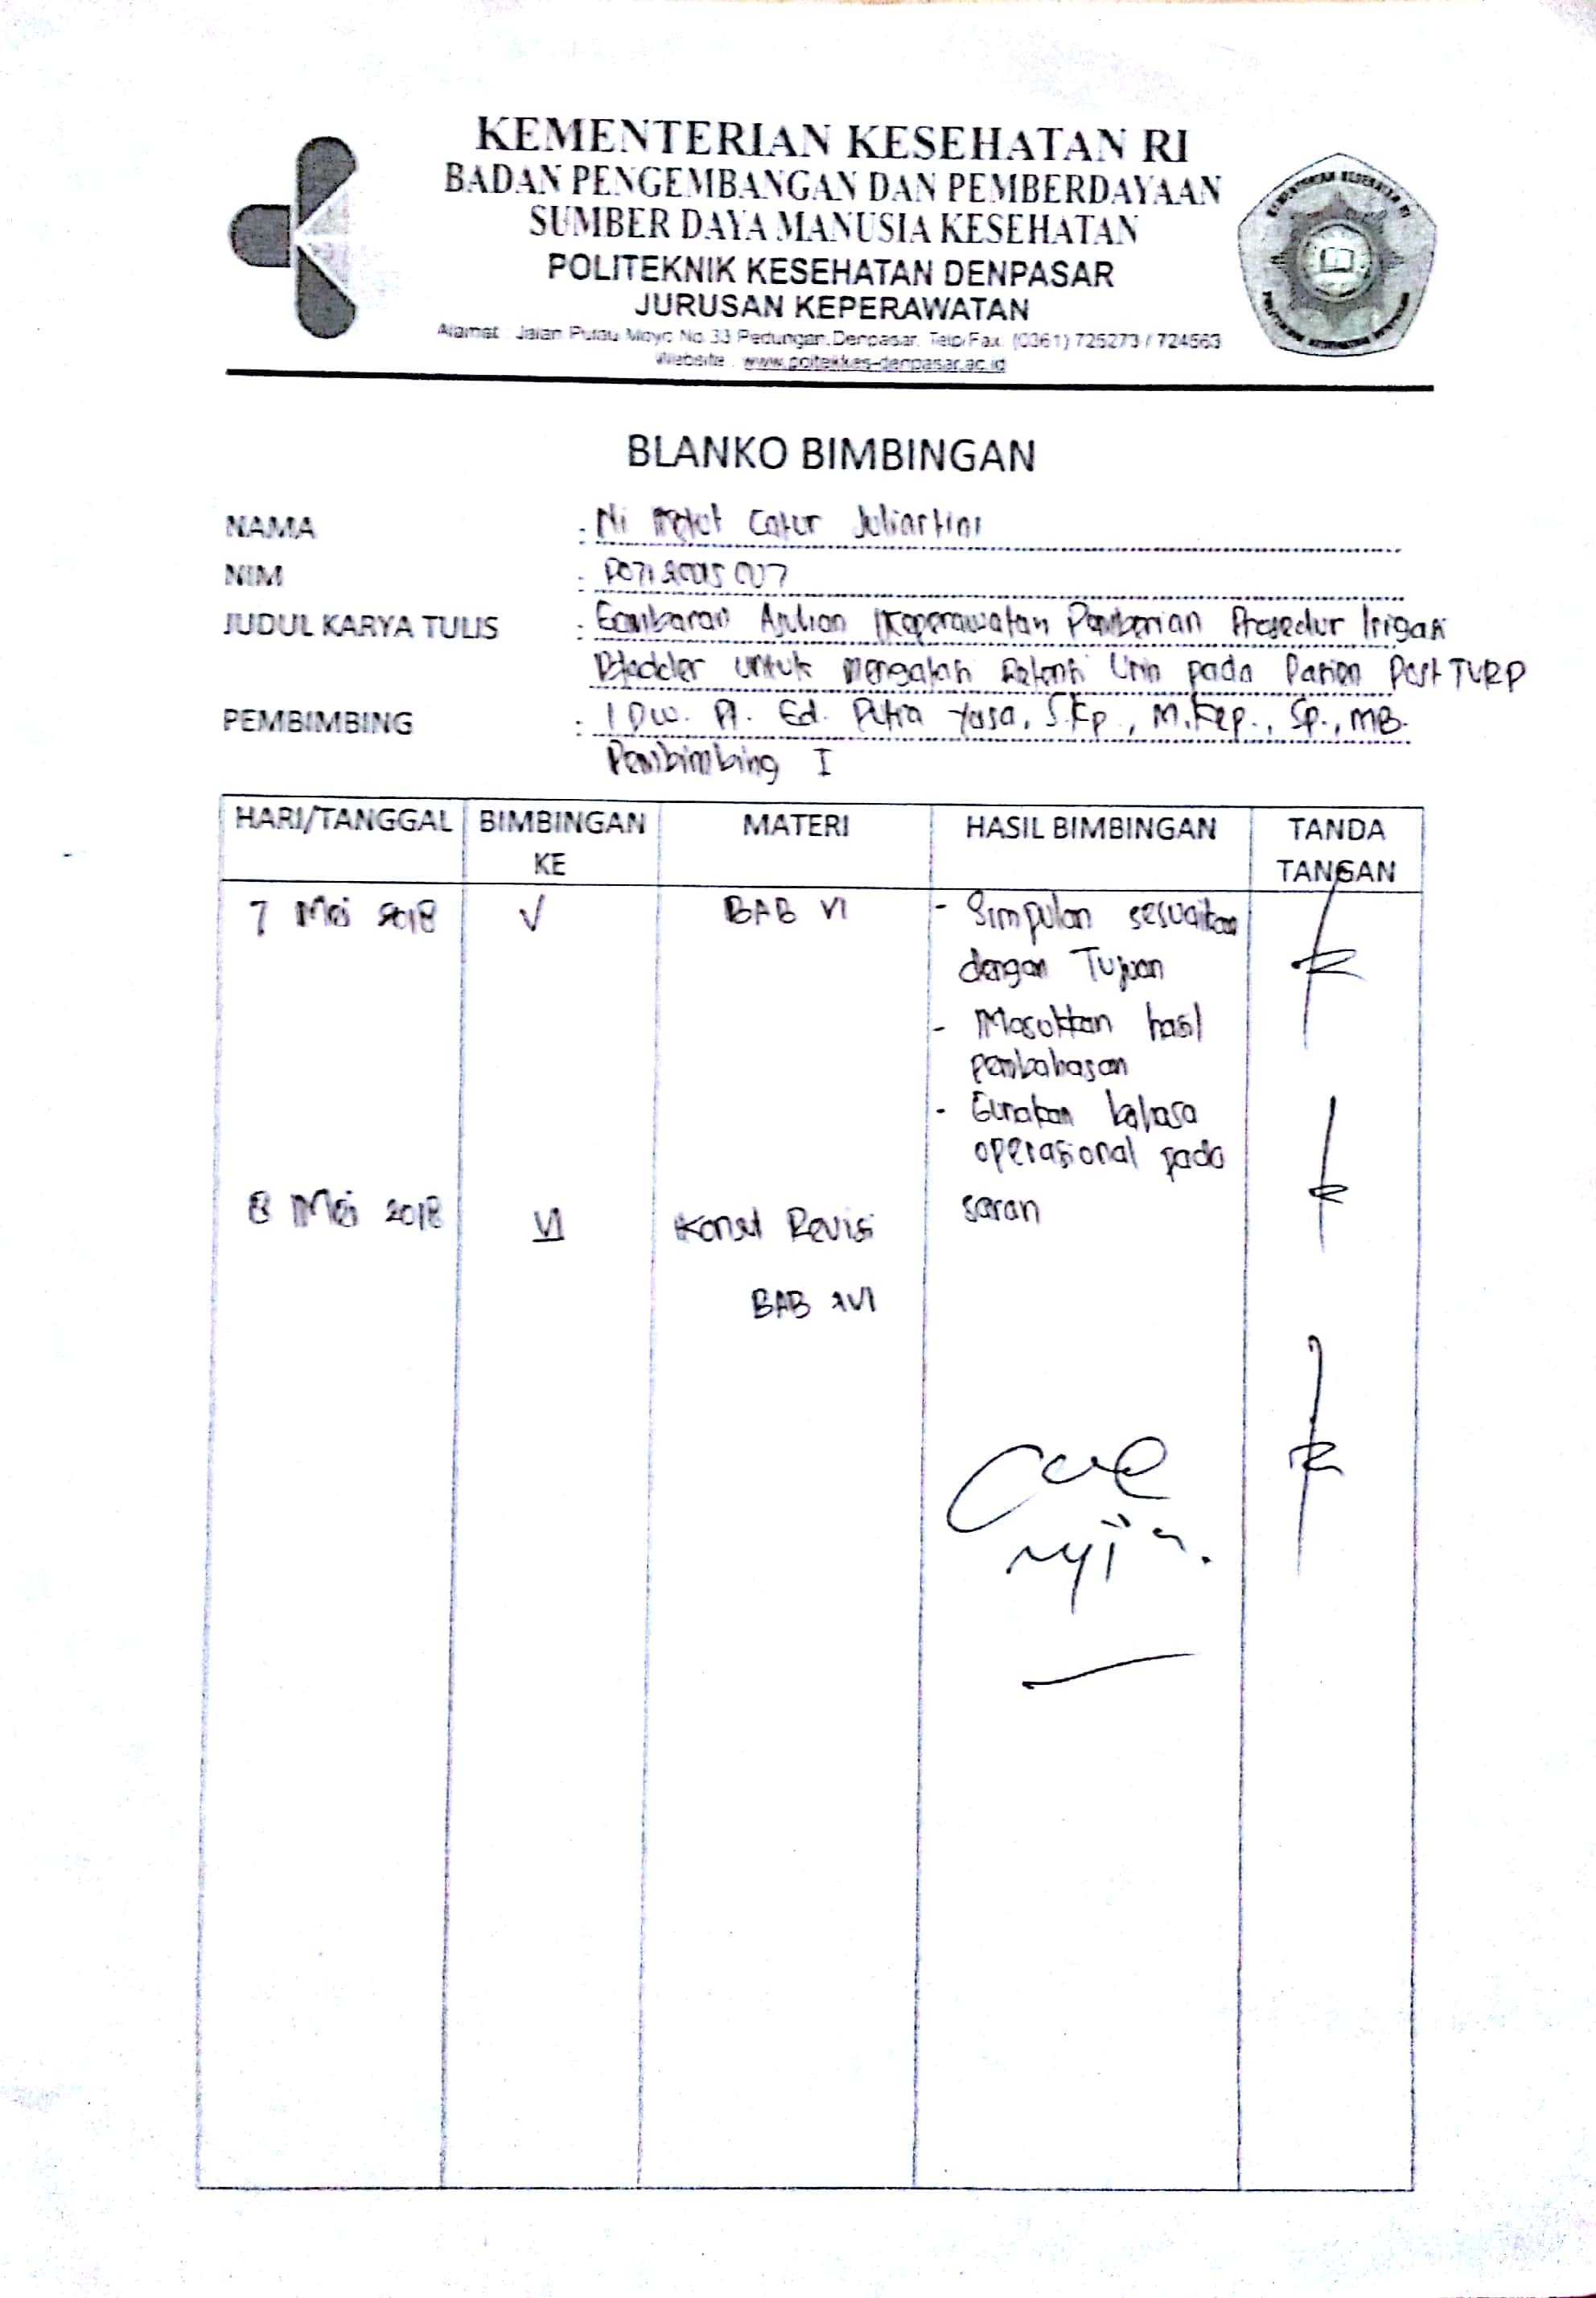 KEMENTERIAN KESEHATAN RI
BADAN PENGEMBANGAN DAN PEMBERDAYAAN
SUMBER DAYA MANUSIA KESEHATAN
POLITEKNIK KESEHATAN DENPASAR
JURUSAN KEPERAWATAN
Alamat : Jalan Pulau Moyo No.33 Pedungan,Denpasar. Telp/Fax. (0361) 725273 / 724563
Website : www.poltekkes-denpasar.ac.id
BLANKO BIMBINGAN
NAMA : Ni Catur Juliartini
NIM :
JUDUL KARYA TULIS : Gambaran Asuhan Keperawatan Pemberian Prosedur Irigasi
Bladder untuk Mengatasi Retensi Urin pada Pasien Post TURP
PEMBIMBING : I Dw. Pt. Ed. Putra Yasa, S.Kp., M.Kep., Sp., MB.
Pembimbing I
HARI/TANGGAL BIMBINGAN KE MATERI HASIL BIMBINGAN TANDA TANGAN
7 Mei 2018 V BAB VI - Simpulan sesuaikan
dengan Tujuan
- Masukkan hasil
pembahasan
- Gunakan bahasa
operasional pada
saran
8 Mei 2018 VI Konsul Revisi
BAB VI